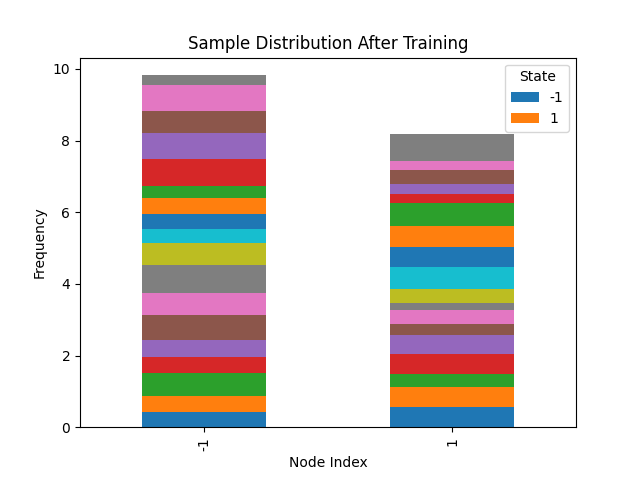 Sample Distribution After Training
10
8
6
4
2
0
Frequency
State
-1
1
-1
1
Node Index